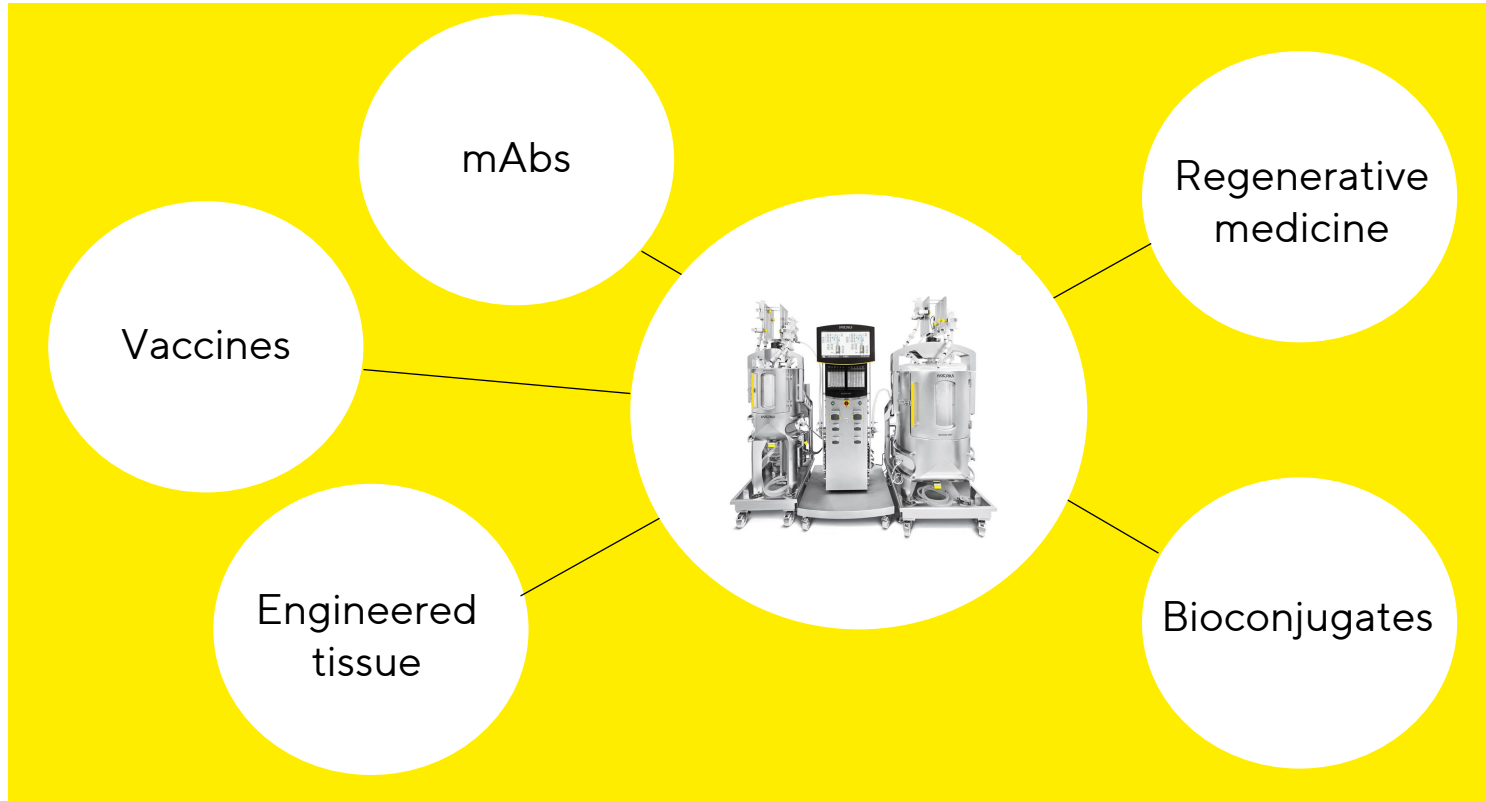 mAbs
Regenerative
medicine
Vaccines
Engineered
tissue
Bioconjugates